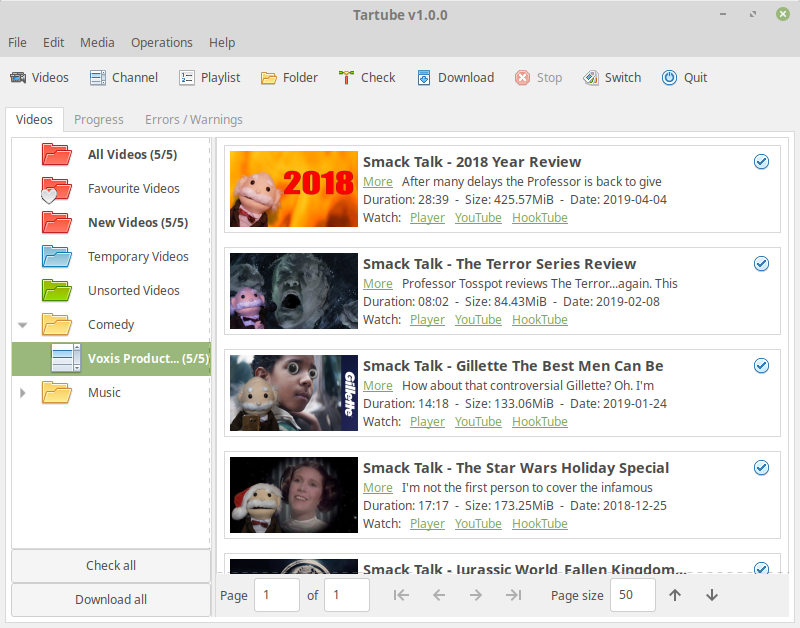 Tartube v1.0.0
File Edit Media Operations Help
Videos Channel Playlist Folder Check Download Stop Switch Quit
Videos Progress Errors / Warnings
All Videos (5/5)
Favourite Videos
New Videos (5/5)
Temporary Videos
Unsorted Videos
Comedy
Voxis Product... (5/5)
Music
Check all
Download all
2018
Smack Talk - 2018 Year Review
More After many delays the Professor is back to give
Duration: 28:39 - Size: 425.57MiB - Date: 2019-04-04
Watch: Player YouTube HookTube
Smack Talk - The Terror Series Review
More Professor Tosspot reviews The Terror...again. This
Duration: 08:02 - Size: 84.43MiB - Date: 2019-02-08
Watch: Player YouTube HookTube
Gillette
Smack Talk - Gillette The Best Men Can Be
More How about that controversial Gillette? Oh. I'm
Duration: 14:18 - Size: 133.06MiB - Date: 2019-01-24
Watch: Player YouTube HookTube
Smack Talk - The Star Wars Holiday Special
More I'm not the first person to cover the infamous
Duration: 17:17 - Size: 173.25MiB - Date: 2018-12-25
Watch: Player YouTube HookTube
Smack Talk - Jurassic World Fallen Kingdom...
Page 1 of 1 Page size 50